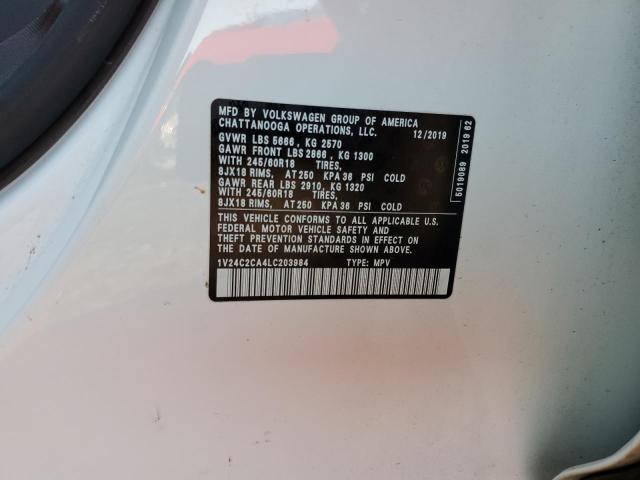 MFD BY VOLKSWAGEN GROUP OF AMERICA
CHATTANOOGA OPERATIONS, LLC. 12/2019
GVWR LBS 5666 , KG 2570
GAWR FRONT LBS 2866 , KG 1300
WITH 245/60R18 TIRES,
8JX18 RIMS, AT 250 KPA 36 PSI COLD
GAWR REAR LBS 2910, KG 1320
WITH 245/60R18 TIRES,
8JX18 RIMS, AT 250 KPA 36 PSI COLD
THIS VEHICLE CONFORMS TO ALL APPLICABLE U.S.
FEDERAL MOTOR VEHICLE SAFETY AND
THEFT PREVENTION STANDARDS IN EFFECT ON
THE DATE OF MANUFACTURE SHOWN ABOVE.
1V24C2CA4LC203984 TYPE: MPV
5019089 2019 62